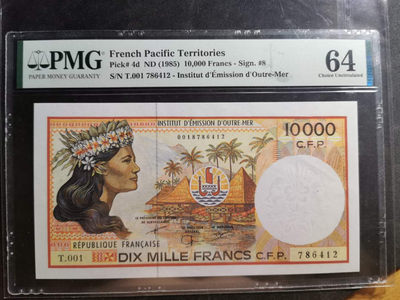 PMG
PAPER MONEY GUARANTY
French Pacific Territories
Pick# 4d ND (1985) 10,000 Francs - Sign. #8
S/N T.001 786412 - Institut d'Émission d'Outre-Mer
64
Choice Uncirculated
INSTITUT D'ÉMISSION D'OUTRE-MER
0018786412
10000
C.F.P.
RÉPUBLIQUE FRANÇAISE
T.001
DIX MILLE FRANCS C.F.P.
786412